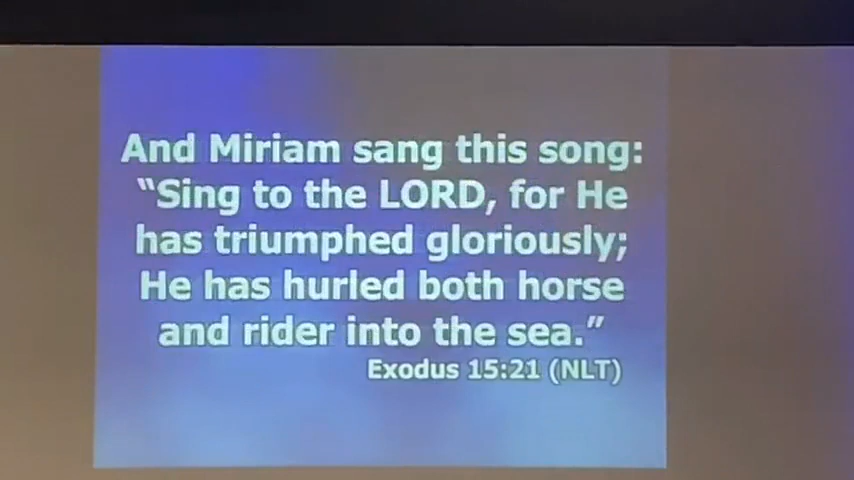 And Miriam sang this song:
“Sing to the LORD, for He
has triumphed gloriously;
He has hurled both horse
and rider into the sea.”
Exodus 15:21 (NLT)